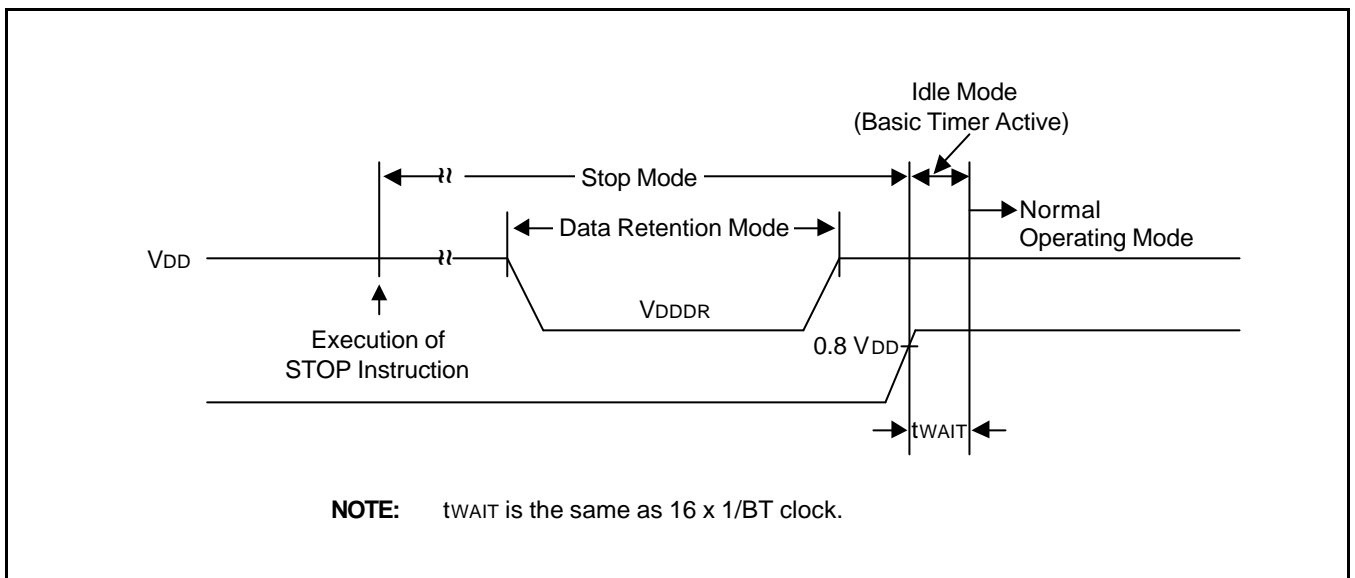 Idle Mode
(Basic Timer Active)
Stop Mode
Data Retention Mode
Normal
Operating Mode
VDD
VDDDR
Execution of
STOP Instruction
0.8 VDD
tWAIT
NOTE: tWAIT is the same as 16 x 1/BT clock.